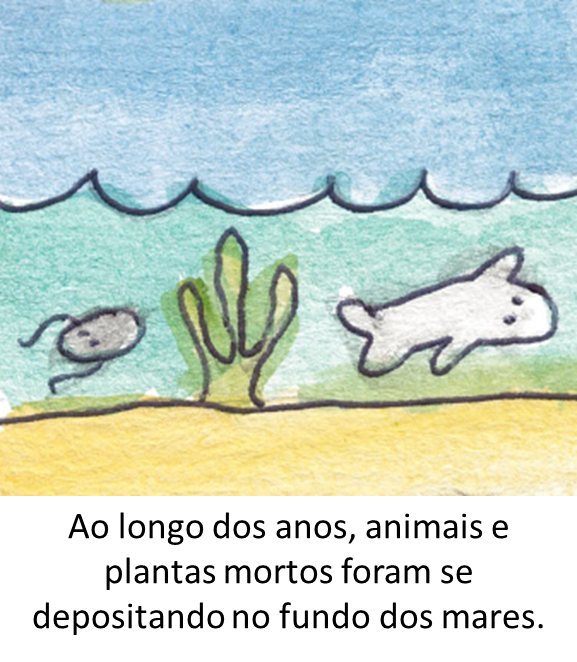 Ao longo dos anos, animais e
plantas mortos foram se
depositando no fundo dos mares.